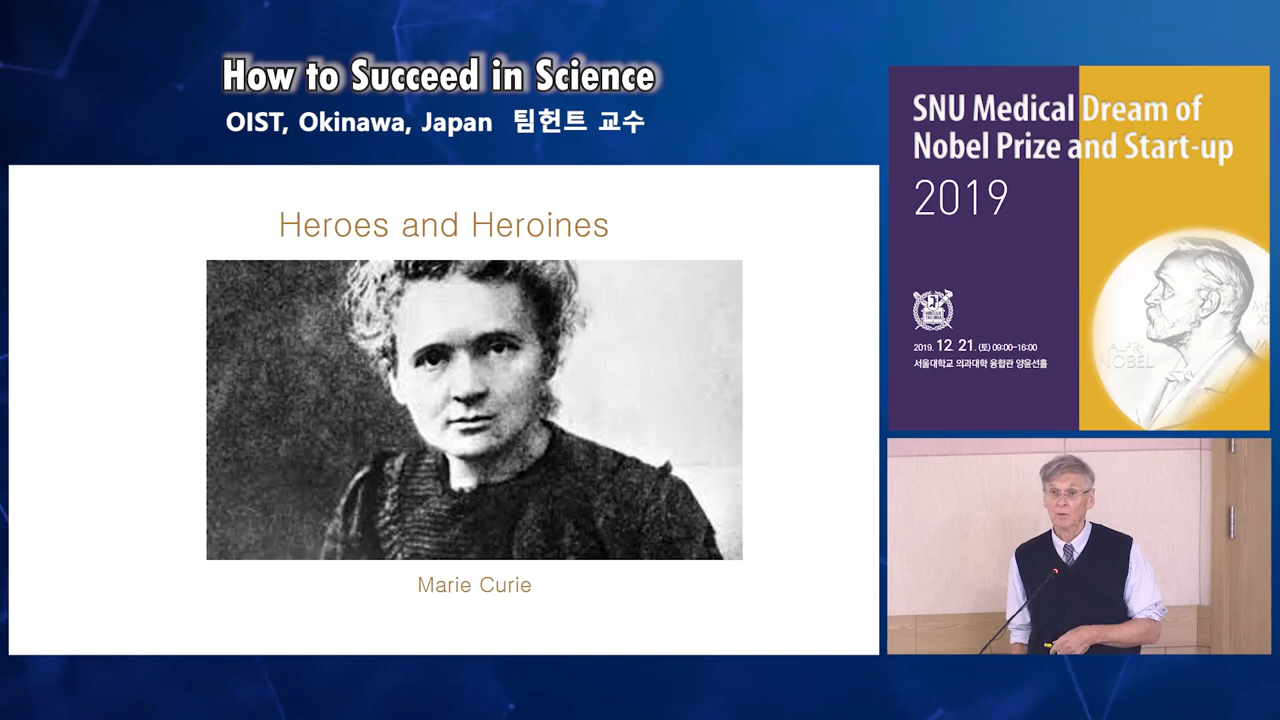 How to Succeed in Science
OIST, Okinawa, Japan 팀헌트 교수
Heroes and Heroines
Marie Curie
SNU Medical Dream of
Nobel Prize and Start-up
2019
2019. 12. 21. (토) 09:00-16:00
서울대학교 의과대학 융합관 양윤선홀
ALFR.
NOBEL